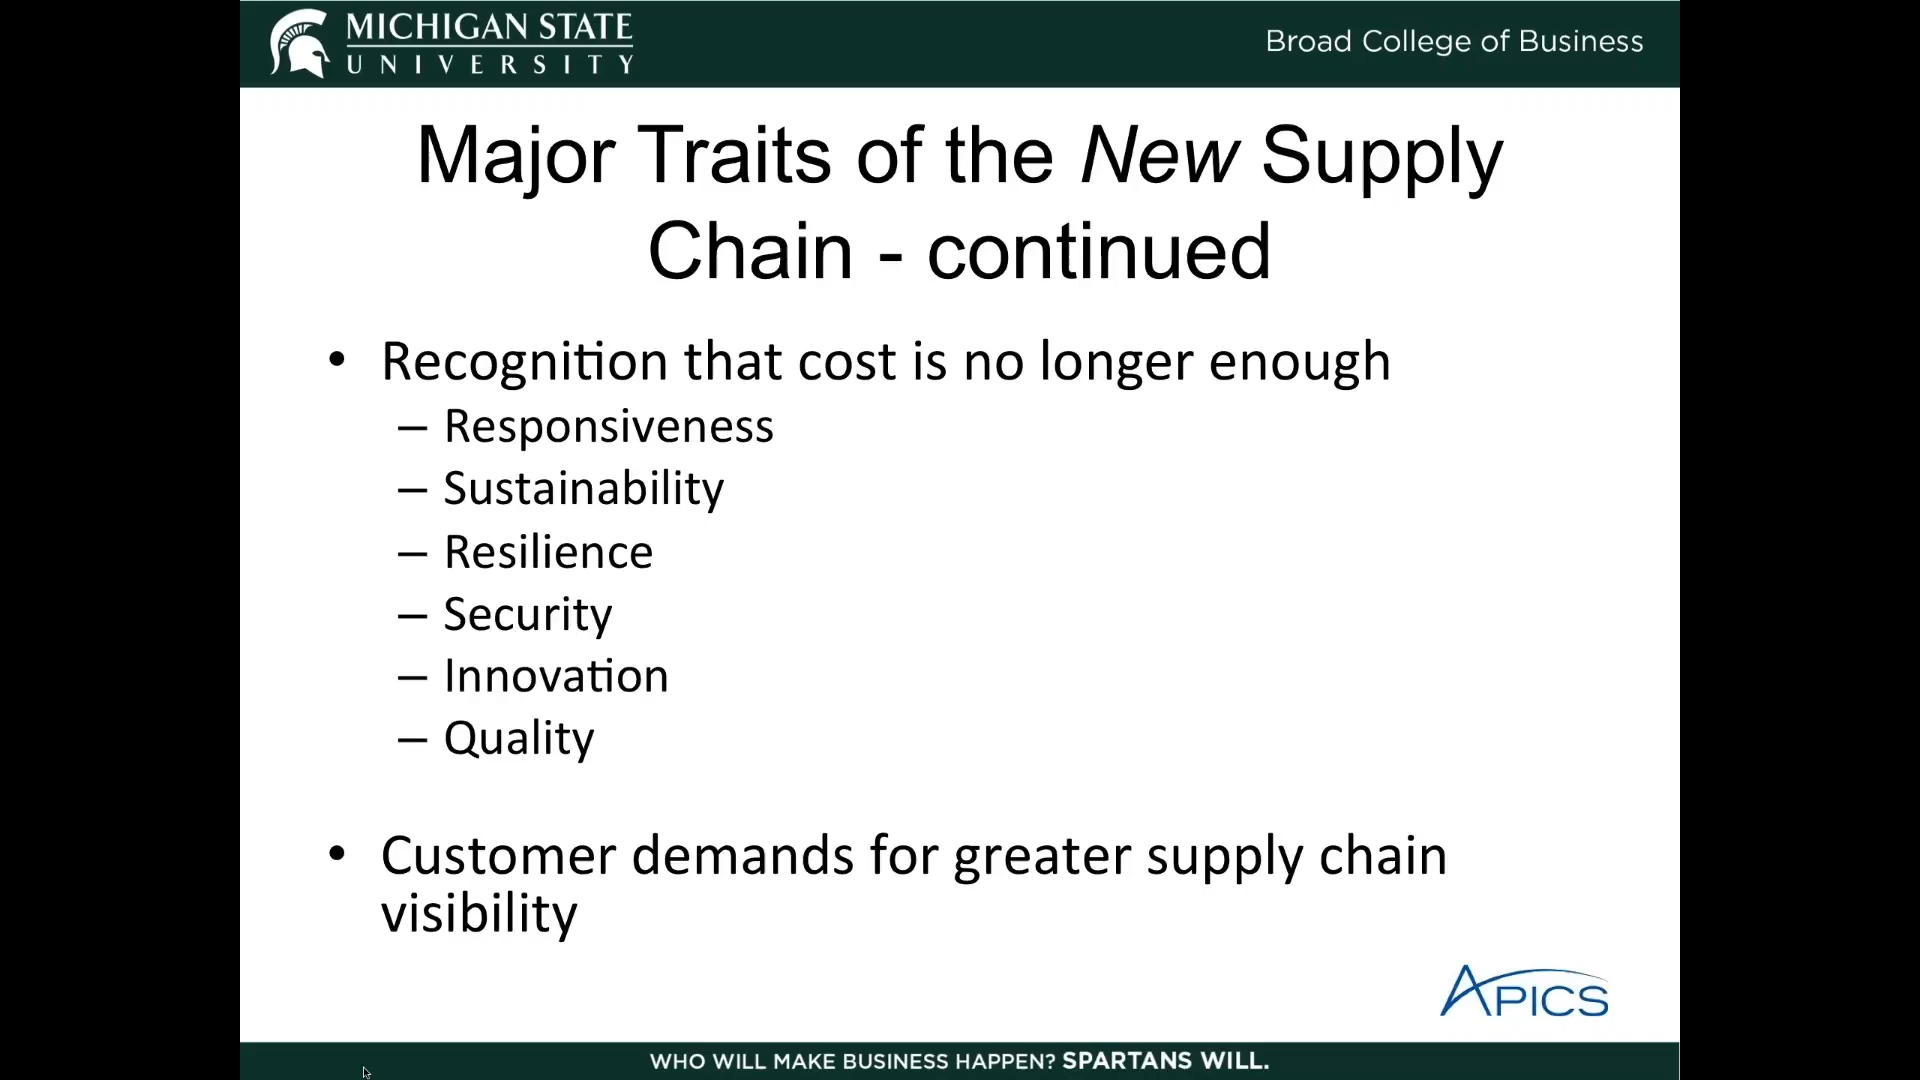 MICHIGAN STATE
UNIVERSITY
Broad College of Business
Major Traits of the New Supply
Chain - continued
• Recognition that cost is no longer enough
– Responsiveness
– Sustainability
– Resilience
– Security
– Innovation
– Quality
• Customer demands for greater supply chain
visibility
APICS
WHO WILL MAKE BUSINESS HAPPEN? SPARTANS WILL.